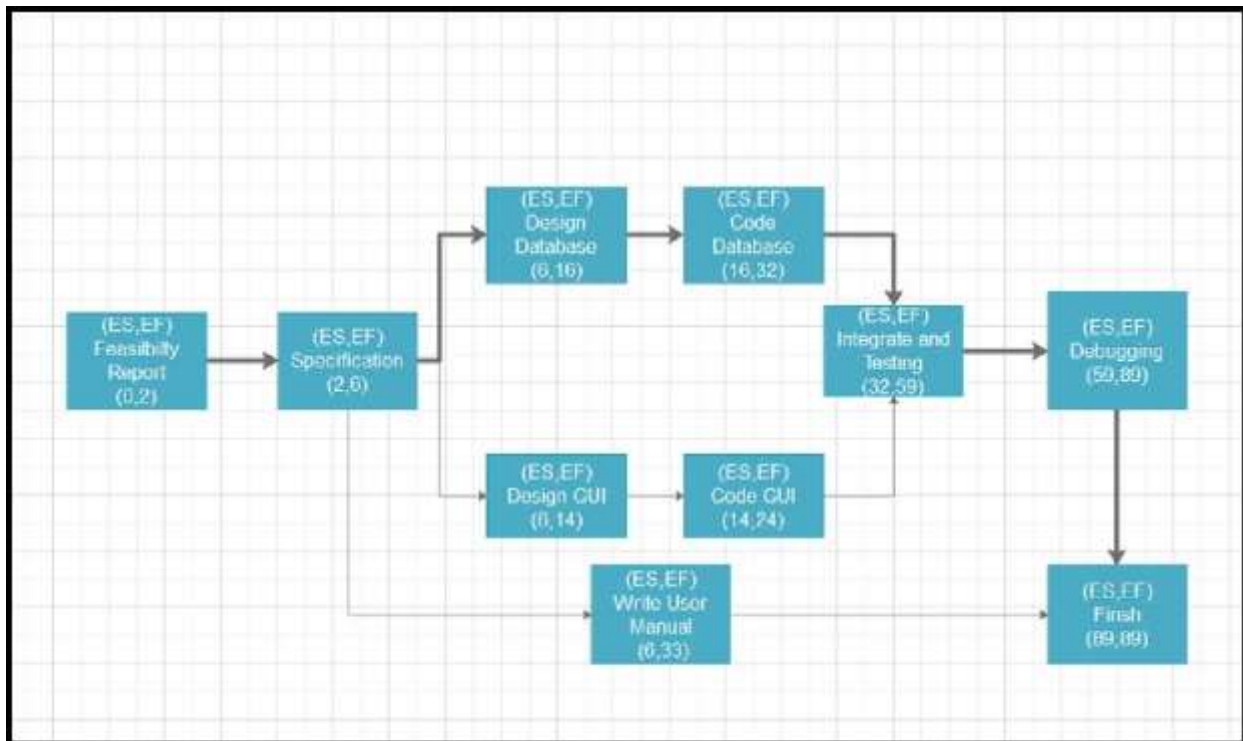 (ES,EF)
Feasibilty
Report
(0,2)
(ES,EF)
Specification
(2,6)
(ES,EF)
Design
Database
(6,16)
(ES,EF)
Code
Database
(16,32)
(ES,EF)
Integrate and
Testing
(32,59)
(ES,EF)
Debugging
(59,89)
(ES,EF)
Design GUI
(6,14)
(ES,EF)
Code GUI
(14,24)
(ES,EF)
Write User
Manual
(6,33)
(ES,EF)
Finsh
(89,89)